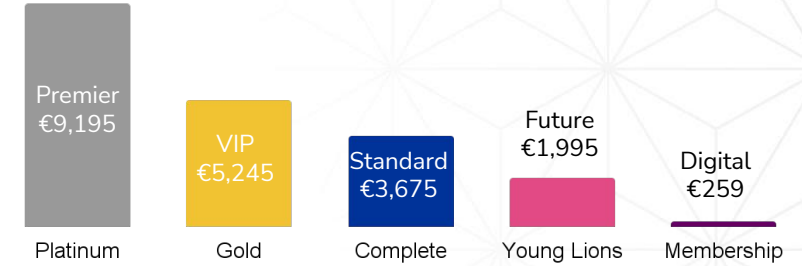 Premier
€9,195
VIP
€5,245
Standard
€3,675
Future
€1,995
Digital
€259
Platinum
Gold
Complete
Young Lions
Membership